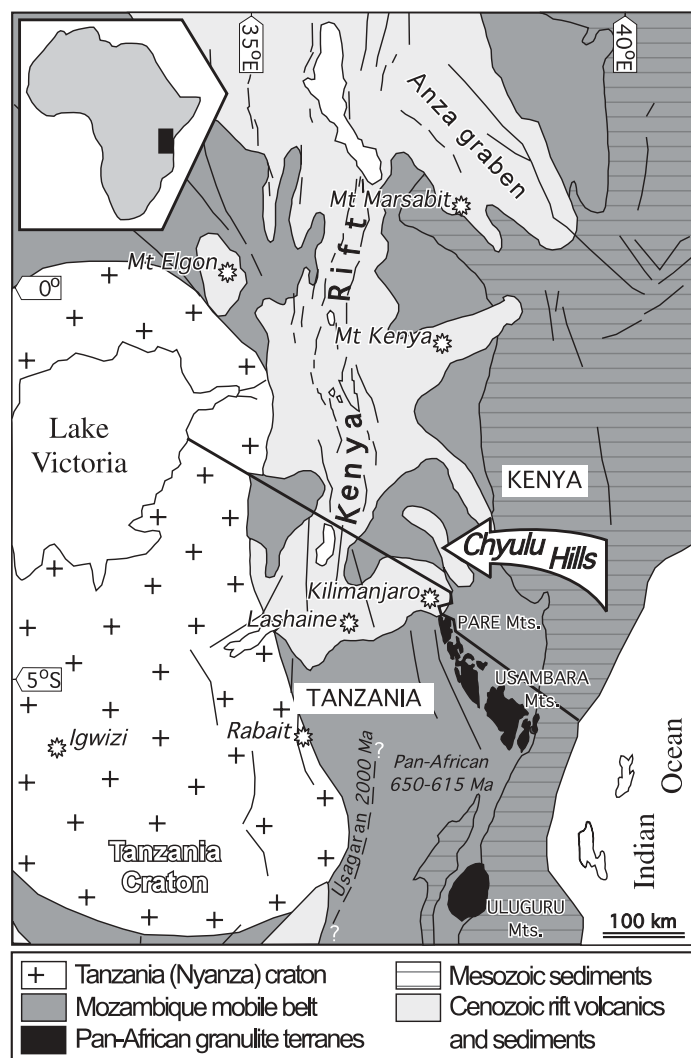 35°E
40°E
Anza graben
Mt Marsabit
Mt Elgon
0°
Kenya Rift
Mt Kenya
Lake
Victoria
KENYA
Chyulu Hills
Kilimanjaro
Lashaine
PARE Mts.
5°S
USAMBARA
Mts.
TANZANIA
Igwizi
Rabait
Pan-African
650-615 Ma
?
Usagaran 2000 Ma
?
Indian Ocean
Tanzania
Craton
ULUGURU
Mts.
100 km
Tanzania (Nyanza) craton
Mozambique mobile belt
Pan-African granulite terranes
Mesozoic sediments
Cenozoic rift volcanics
and sediments